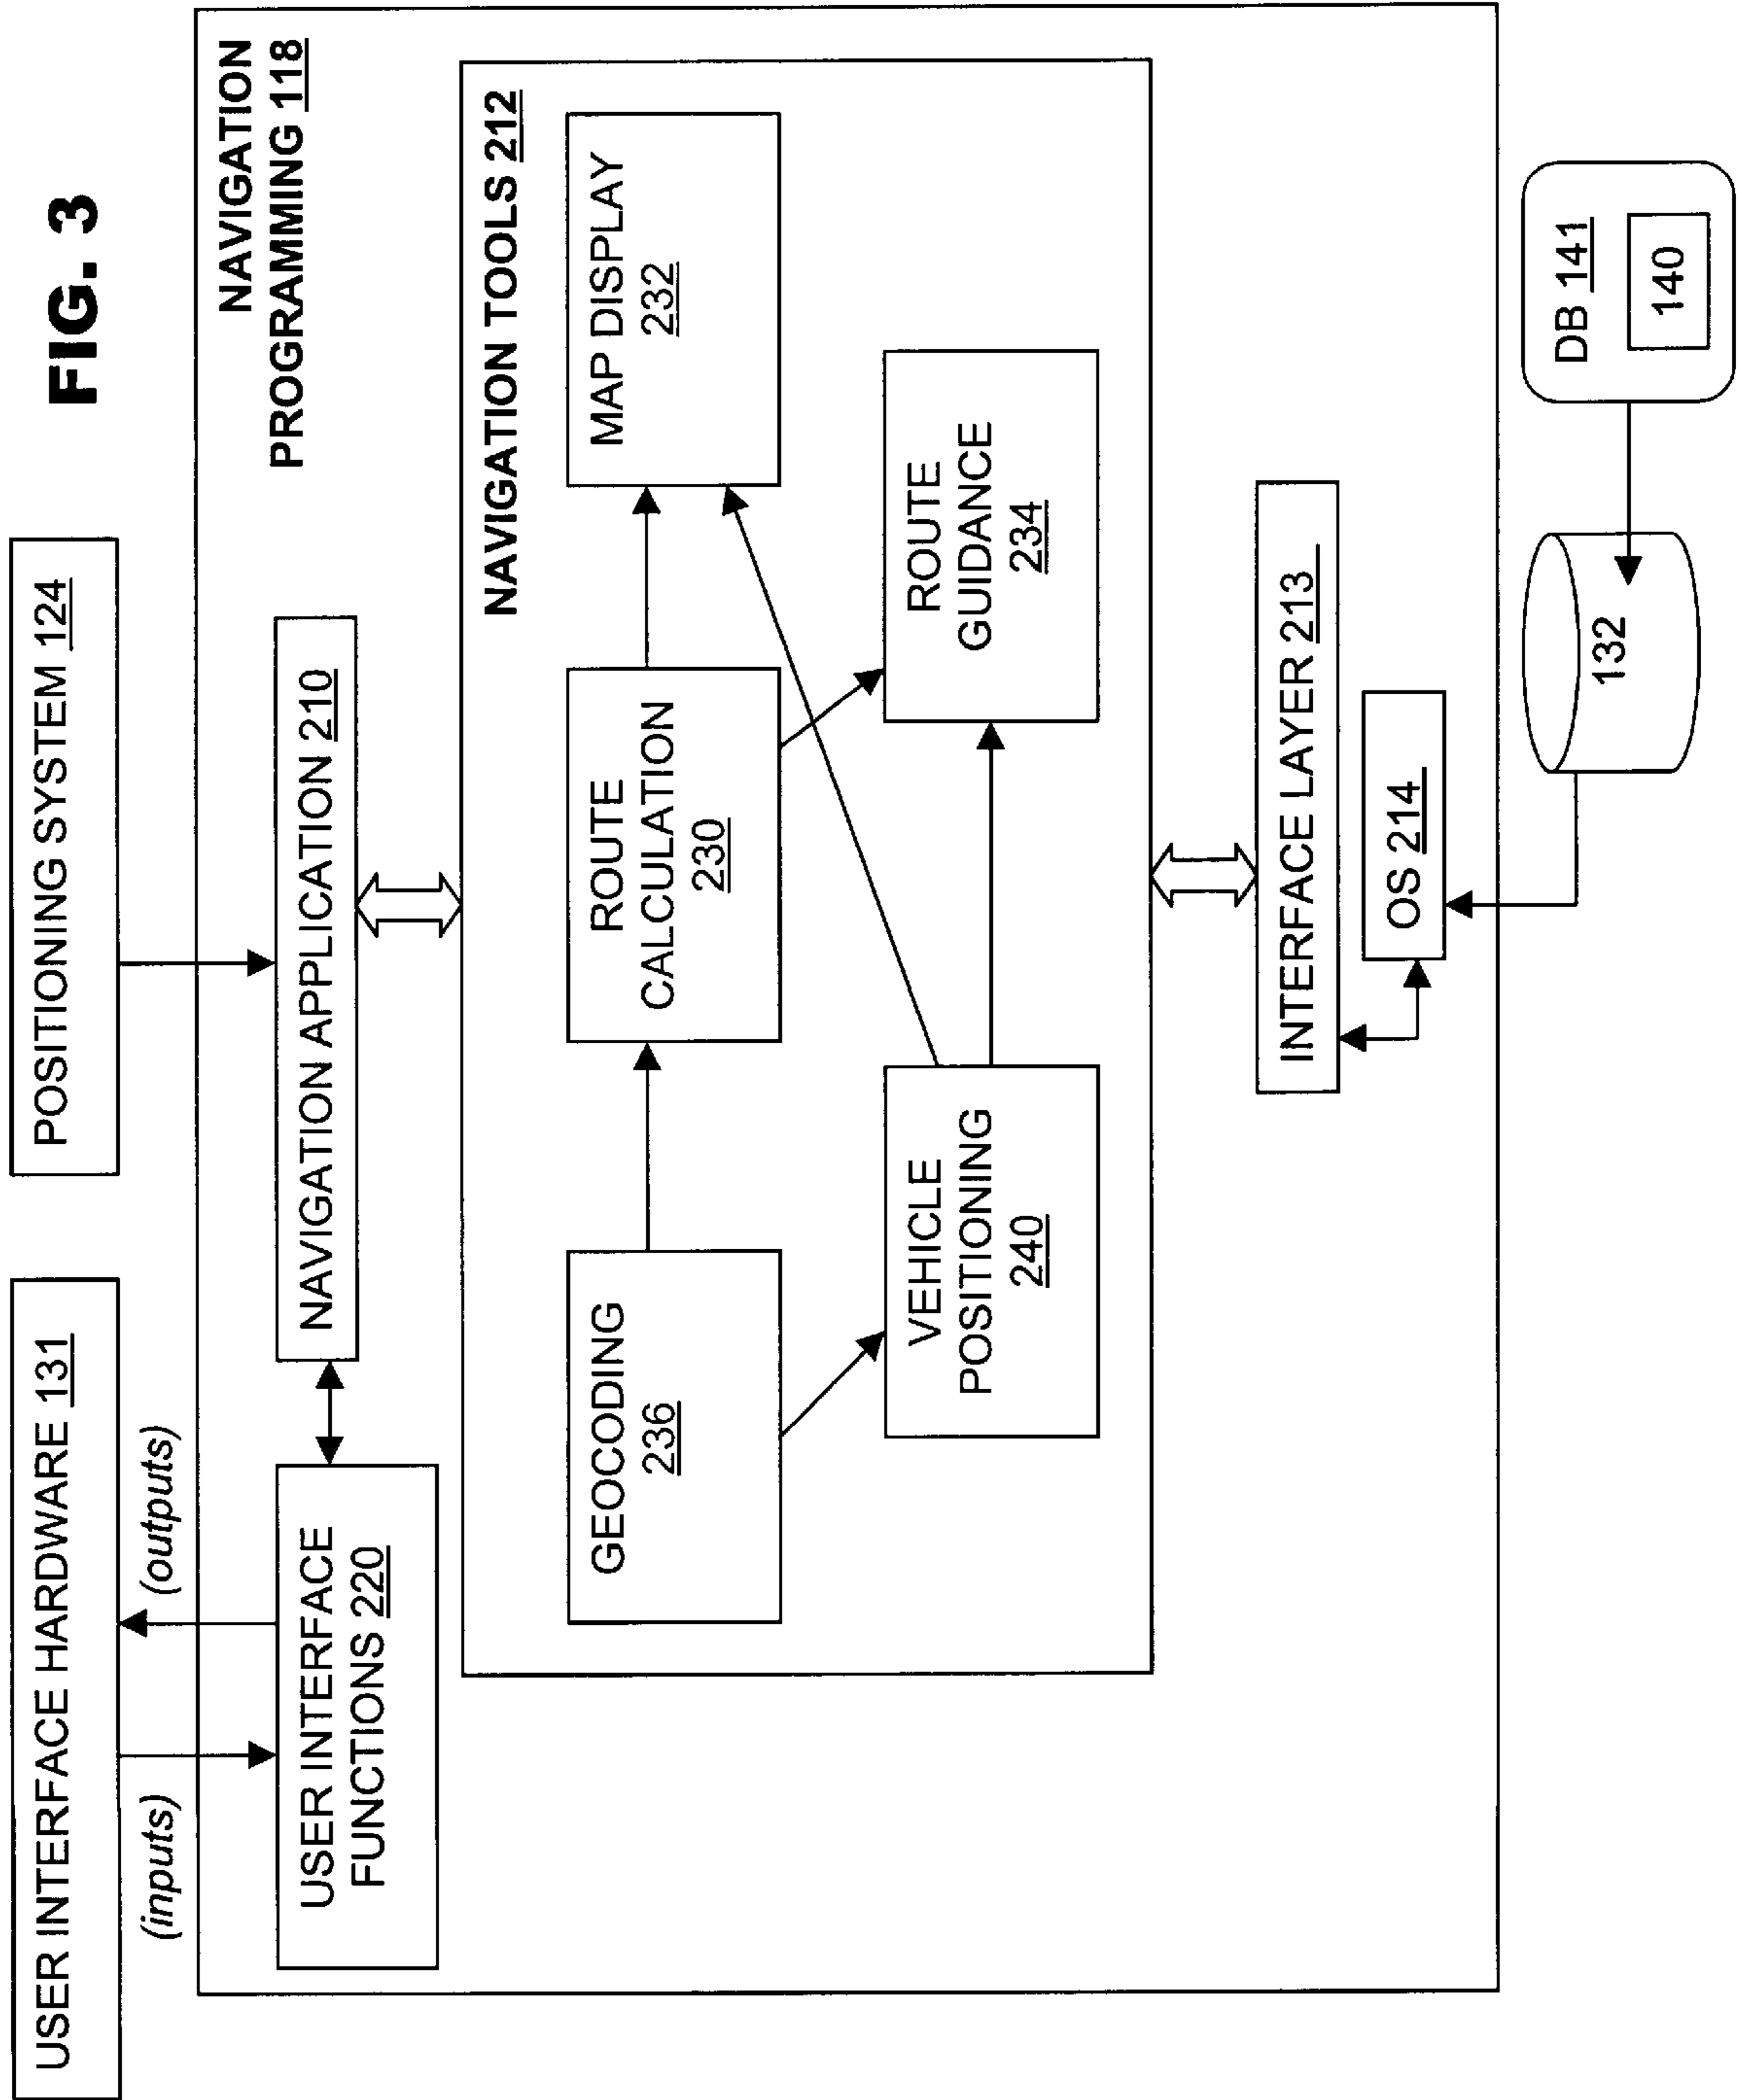 FIG. 3
USER INTERFACE HARDWARE 131
POSITIONING SYSTEM 124
(inputs)
(outputs)
NAVIGATION
PROGRAMMING 118
USER INTERFACE
FUNCTIONS 220
NAVIGATION APPLICATION 210
NAVIGATION TOOLS 212
GEOCODING
236
ROUTE
CALCULATION
230
MAP DISPLAY
232
VEHICLE
POSITIONING
240
ROUTE
GUIDANCE
234
INTERFACE LAYER 213
OS 214
132
DB 141
140